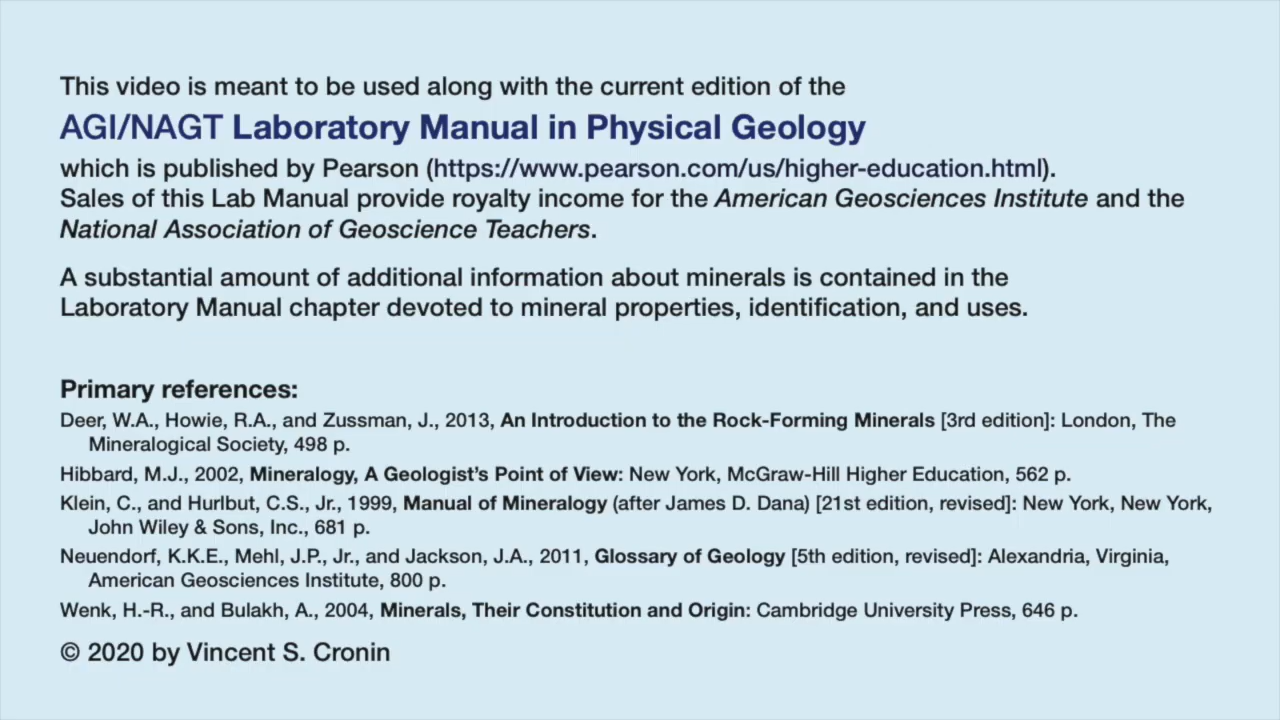 This video is meant to be used along with the current edition of the
AGI/NAGT Laboratory Manual in Physical Geology
which is published by Pearson (https://www.pearson.com/us/higher-education.html).
Sales of this Lab Manual provide royalty income for the American Geosciences Institute and the
National Association of Geoscience Teachers.
A substantial amount of additional information about minerals is contained in the
Laboratory Manual chapter devoted to mineral properties, identification, and uses.
Primary references:
Deer, W.A., Howie, R.A., and Zussman, J., 2013, An Introduction to the Rock-Forming Minerals [3rd edition]: London, The
Mineralogical Society, 498 p.
Hibbard, M.J., 2002, Mineralogy, A Geologist’s Point of View: New York, McGraw-Hill Higher Education, 562 p.
Klein, C., and Hurlbut, C.S., Jr., 1999, Manual of Mineralogy (after James D. Dana) [21st edition, revised]: New York, New York,
John Wiley & Sons, Inc., 681 p.
Neuendorf, K.K.E., Mehl, J.P., Jr., and Jackson, J.A., 2011, Glossary of Geology [5th edition, revised]: Alexandria, Virginia,
American Geosciences Institute, 800 p.
Wenk, H.-R., and Bulakh, A., 2004, Minerals, Their Constitution and Origin: Cambridge University Press, 646 p.
© 2020 by Vincent S. Cronin